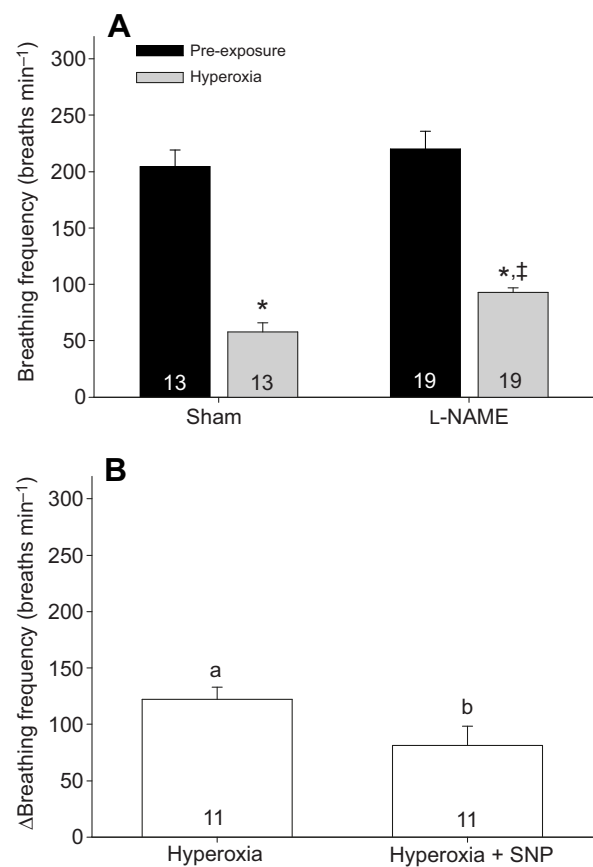 A
Pre-exposure
Hyperoxia
Breathing frequency (breaths min⁻¹)
300
250
200
150
100
50
0
*
*,‡
13
13
19
19
Sham
L-NAME
B
ΔBreathing frequency (breaths min⁻¹)
300
250
200
150
100
50
0
a
b
11
11
Hyperoxia
Hyperoxia + SNP